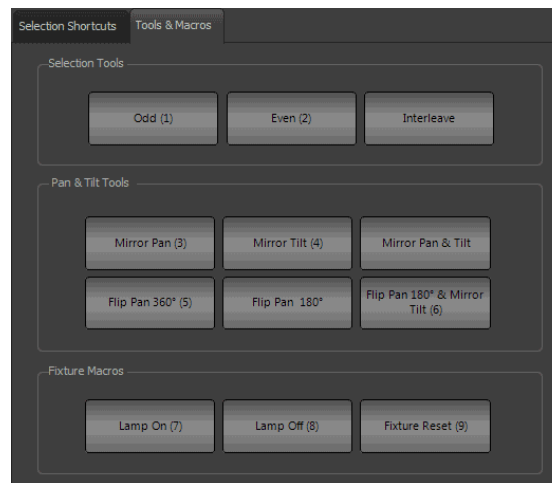 Selection Shortcuts Tools & Macros
Selection Tools
Odd (1) Even (2) Interleave
Pan & Tilt Tools
Mirror Pan (3) Mirror Tilt (4) Mirror Pan & Tilt
Flip Pan 360° (5) Flip Pan 180° Flip Pan 180° & Mirror
Tilt (6)
Fixture Macros
Lamp On (7) Lamp Off (8) Fixture Reset (9)